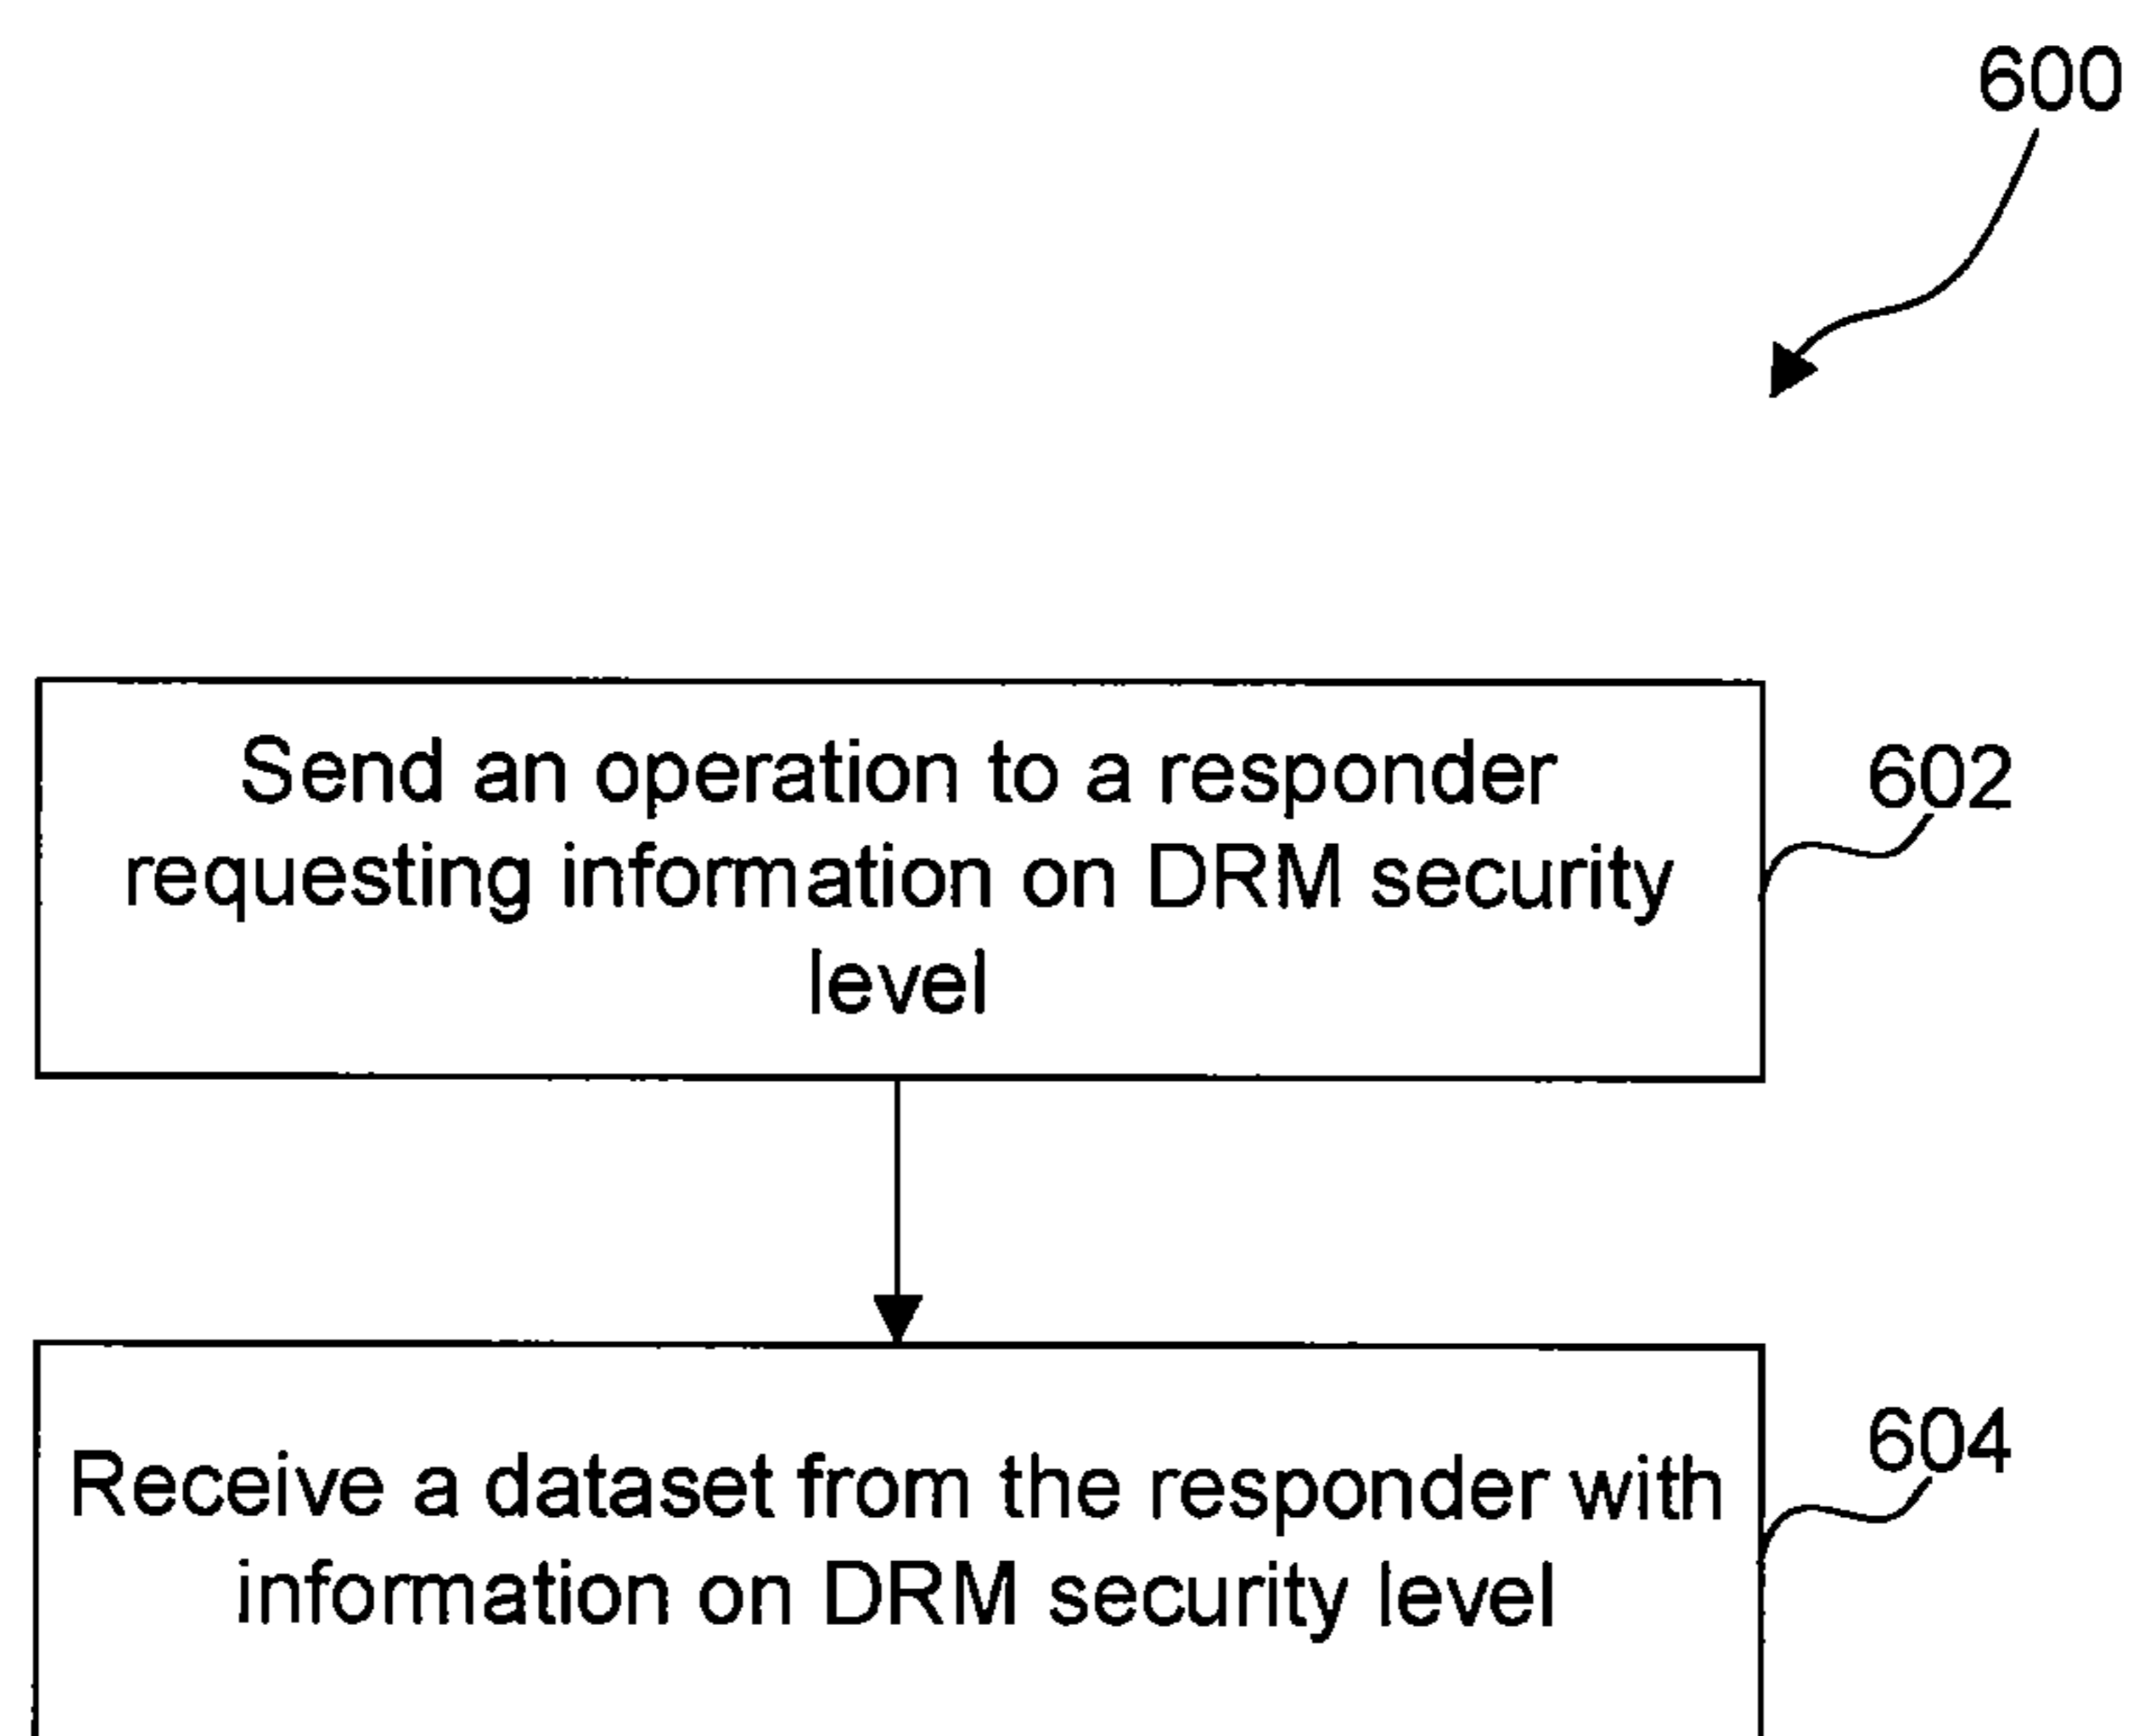 600
Send an operation to a responder
requesting information on DRM security
level
602
Receive a dataset from the responder with
information on DRM security level
604